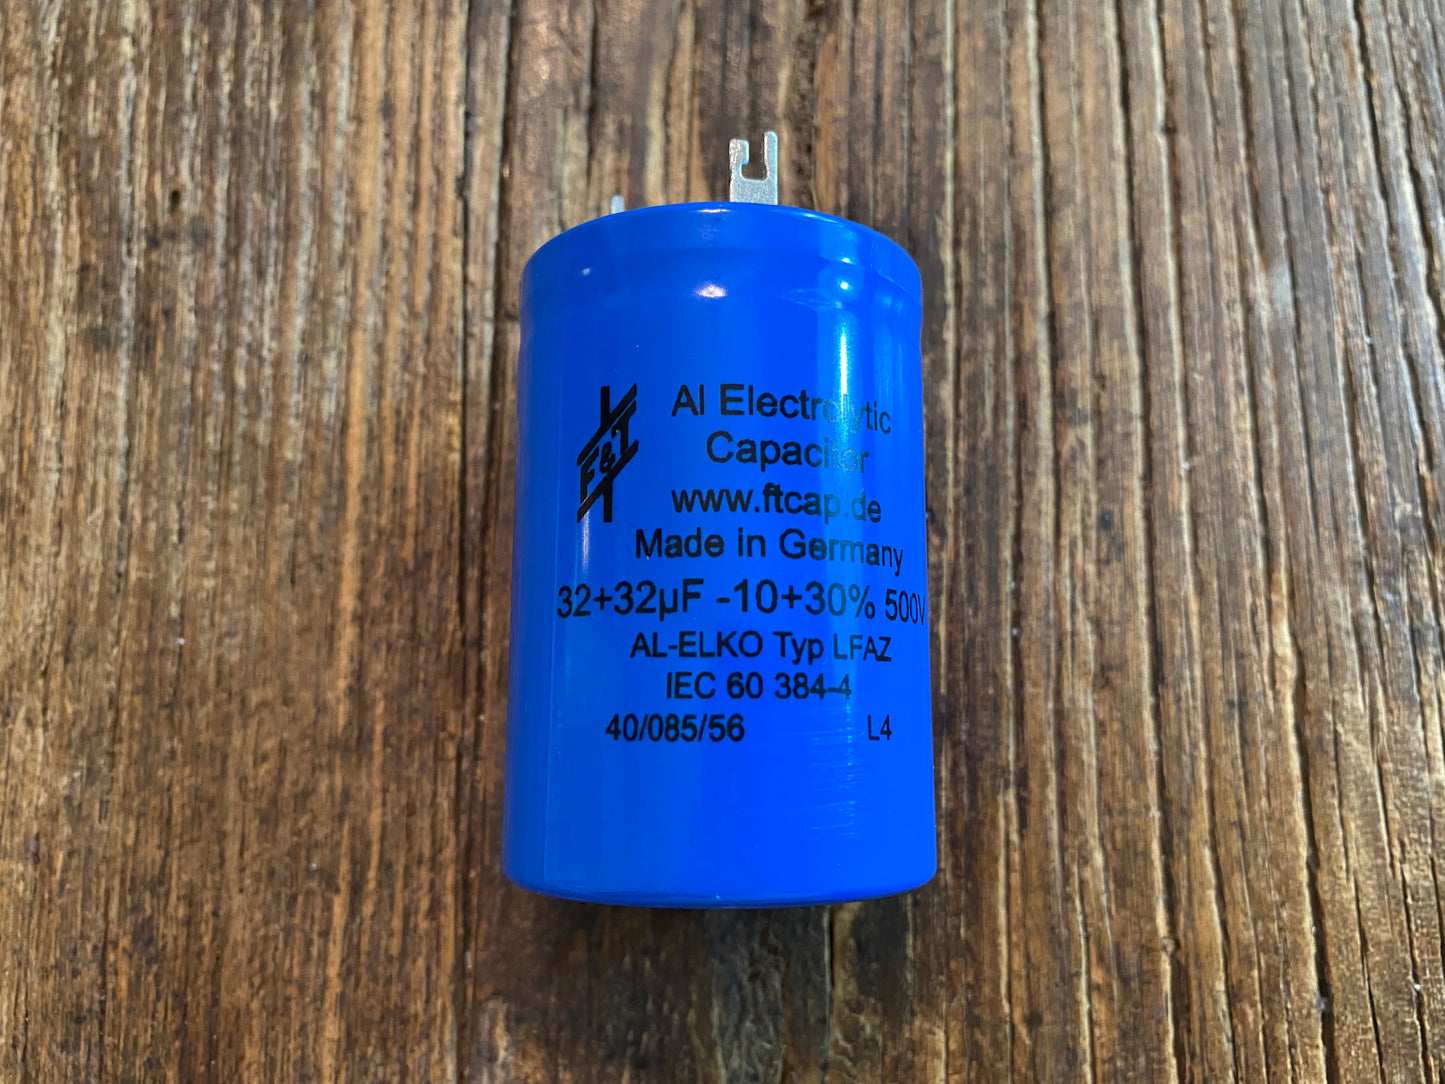 F&T
Al Electrolytic
Capacitor
www.ftcap.de
Made in Germany
32+32µF -10+30% 500V
AL-ELKO Typ LFAZ
IEC 60 384-4
40/085/56 L4